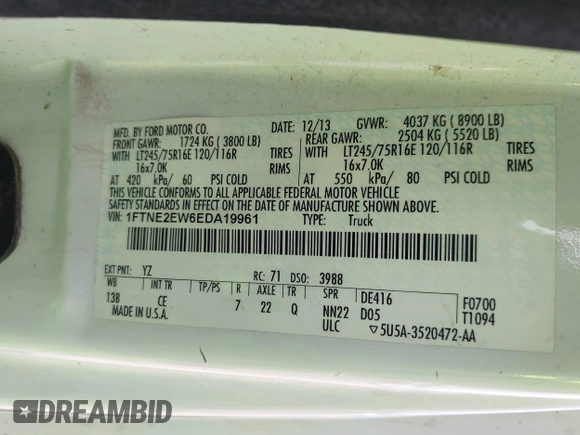 MFD. BY FORD MOTOR CO.
DATE: 12/13 GVWR: 4037 KG ( 8900 LB)
FRONT GAWR: 1724 KG ( 3800 LB)
REAR GAWR: 2504 KG ( 5520 LB)
WITH LT245/75R16E 120/116R TIRES WITH LT245/75R16E 120/116R TIRES
16x7.0K RIMS 16x7.0K RIMS
AT 420 kPa/ 60 PSI COLD AT 550 kPa/ 80 PSI COLD
THIS VEHICLE CONFORMS TO ALL APPLICABLE FEDERAL MOTOR VEHICLE
SAFETY STANDARDS IN EFFECT ON THE DATE OF MANUFACTURE SHOWN ABOVE.
VIN: 1FTNE2EW6EDA19961 TYPE: Truck
EXT PNT: YZ RC: 71 DSO: 3988
WB INT TR TP/PS R AXLE TR SPR DE416 F0700
138 CE 7 22 Q NN22 D05 T1094
MADE IN U.S.A. ULC ▽5U5A-3520472-AA
DREAMBID